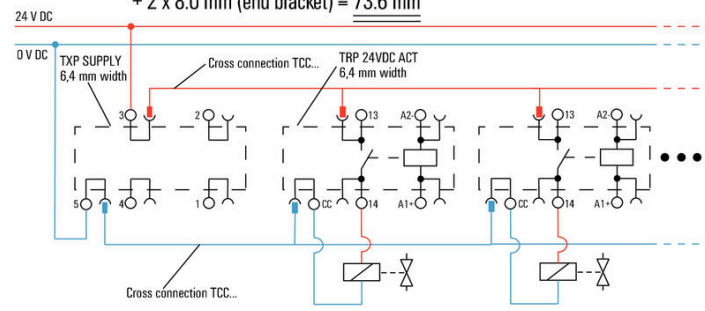 + 2 x 8.0 mm (end bracket) = 73.6 mm
24 V DC
0 V DC
TXP SUPPLY
6,4 mm width
Cross connection TCC...
TRP 24VDC ACT
6,4 mm width
3 2 13 A2- 13 A2-
5 4 1 CC 14 A1+ CC 14 A1+
Cross connection TCC...